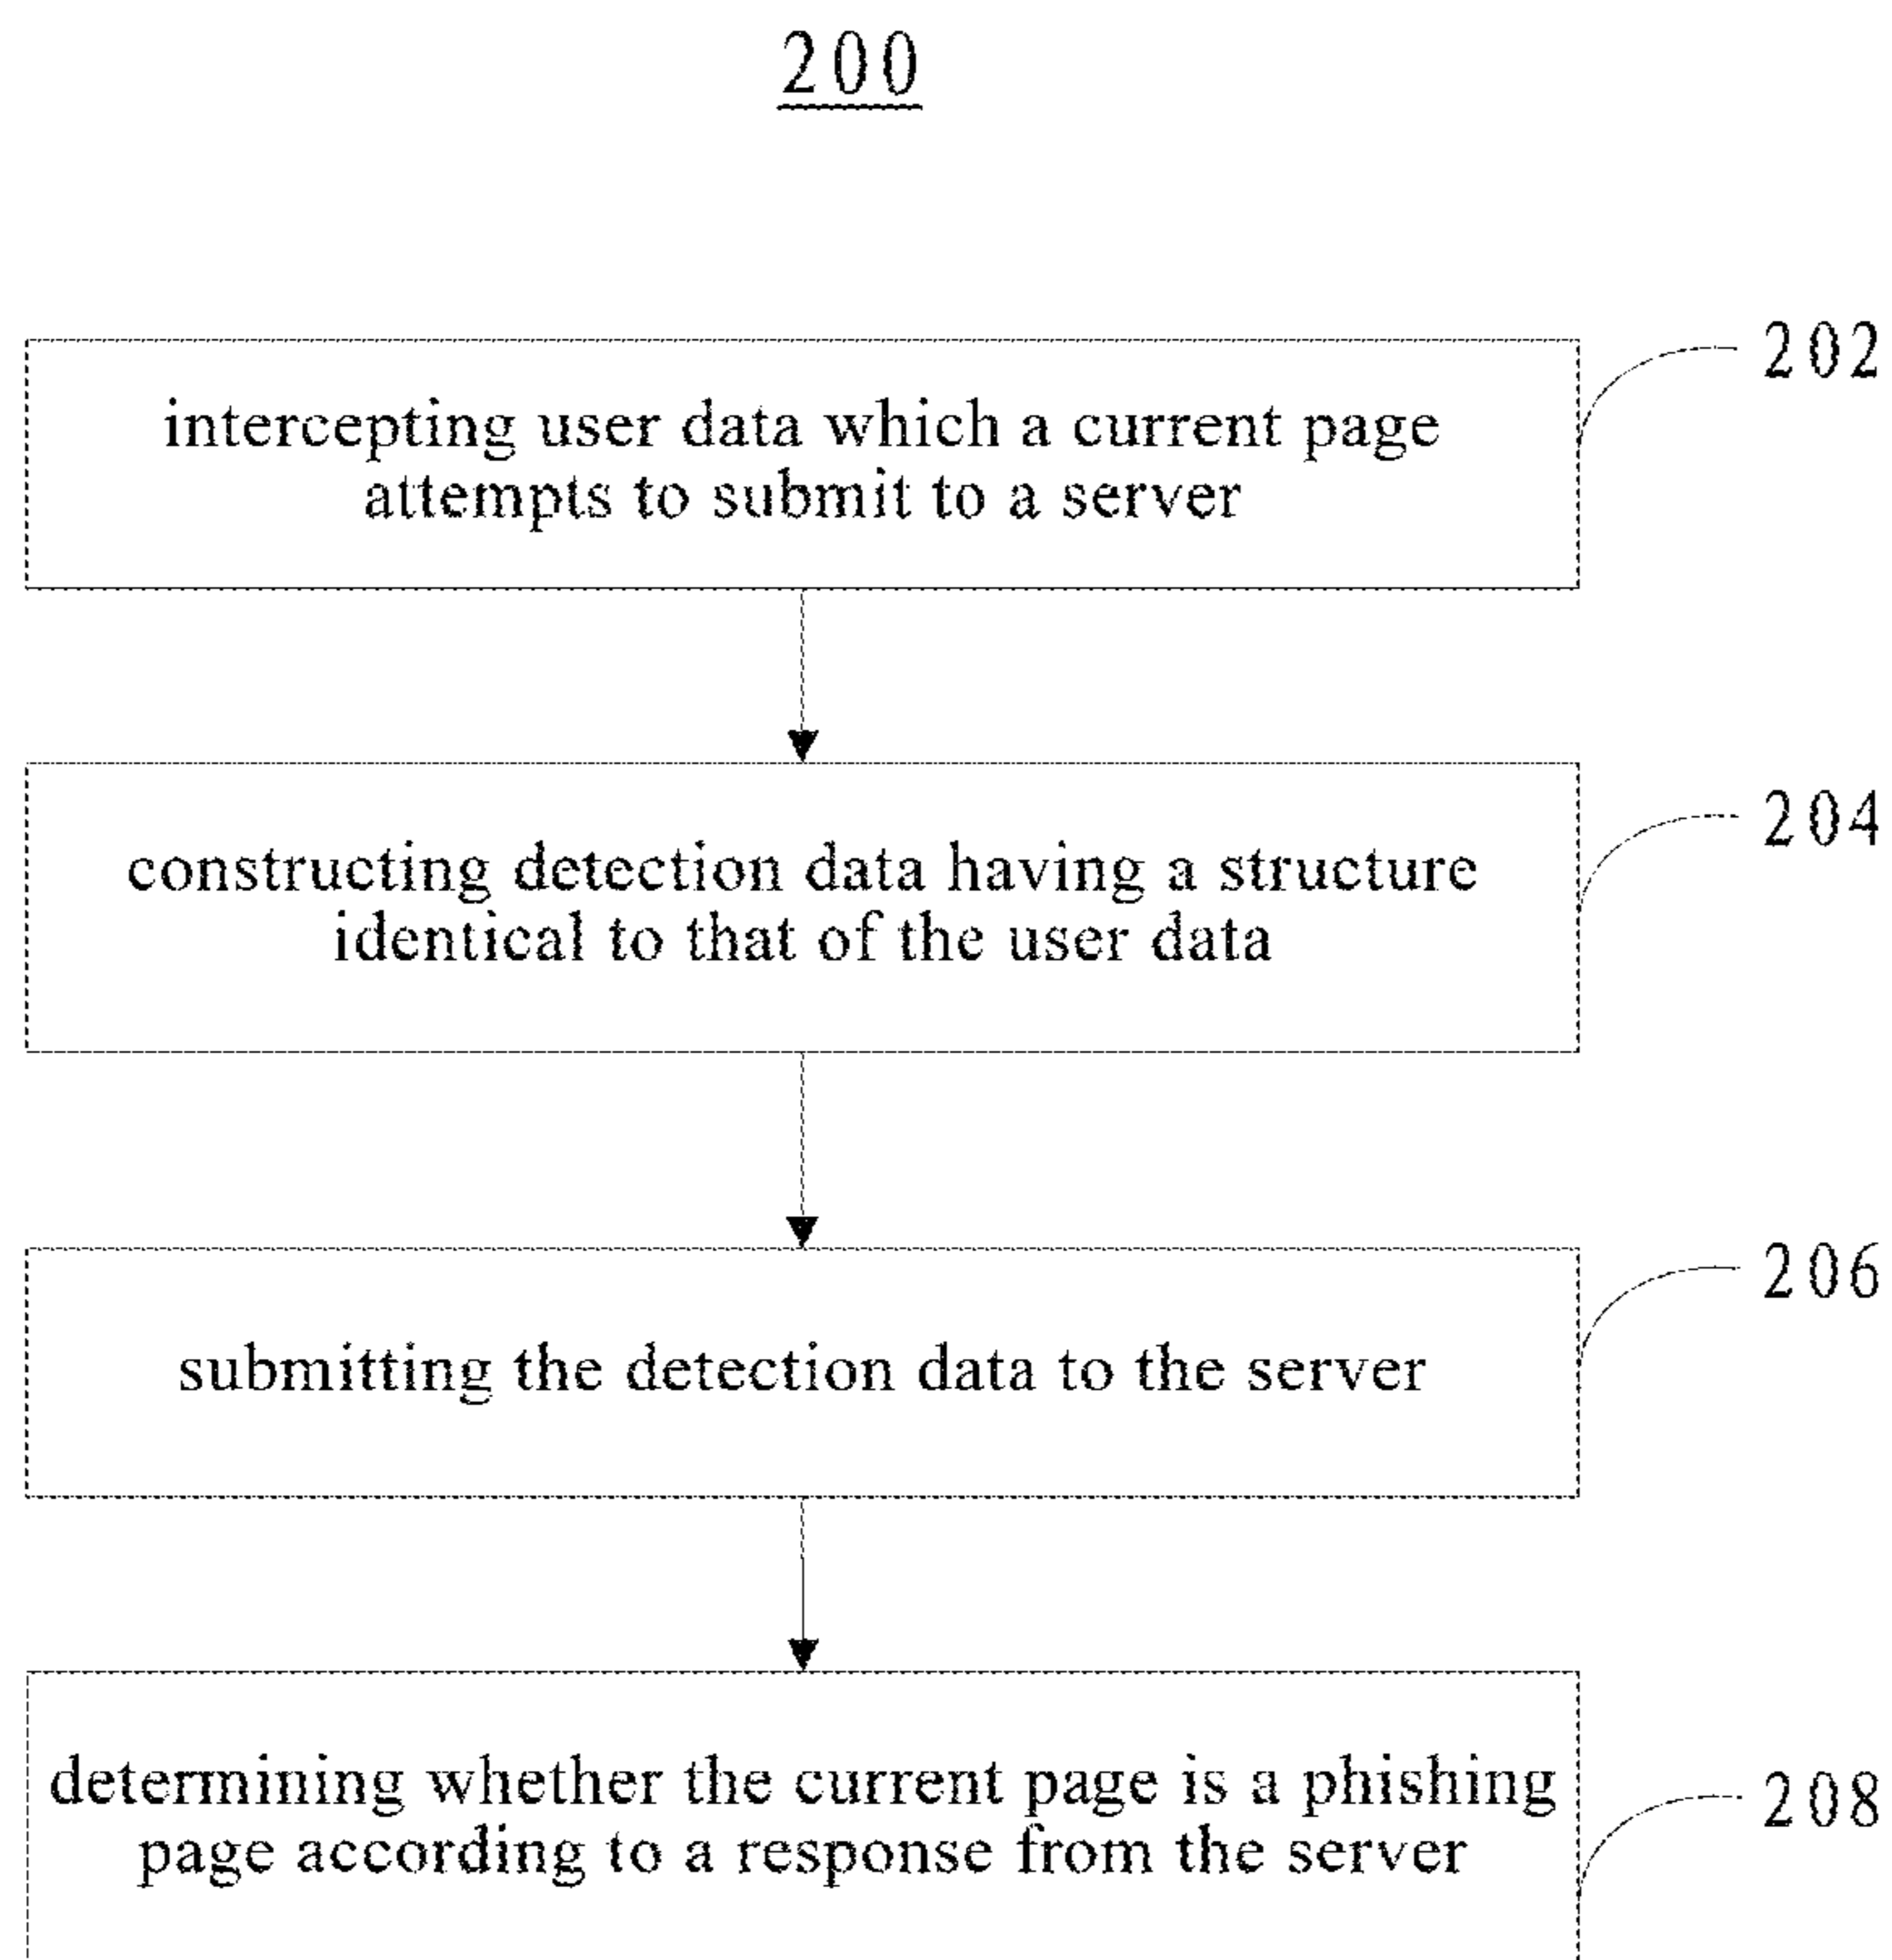 200
202
intercepting user data which a current page
attempts to submit to a server
204
constructing detection data having a structure
identical to that of the user data
206
submitting the detection data to the server
208
determining whether the current page is a phishing
page according to a response from the server